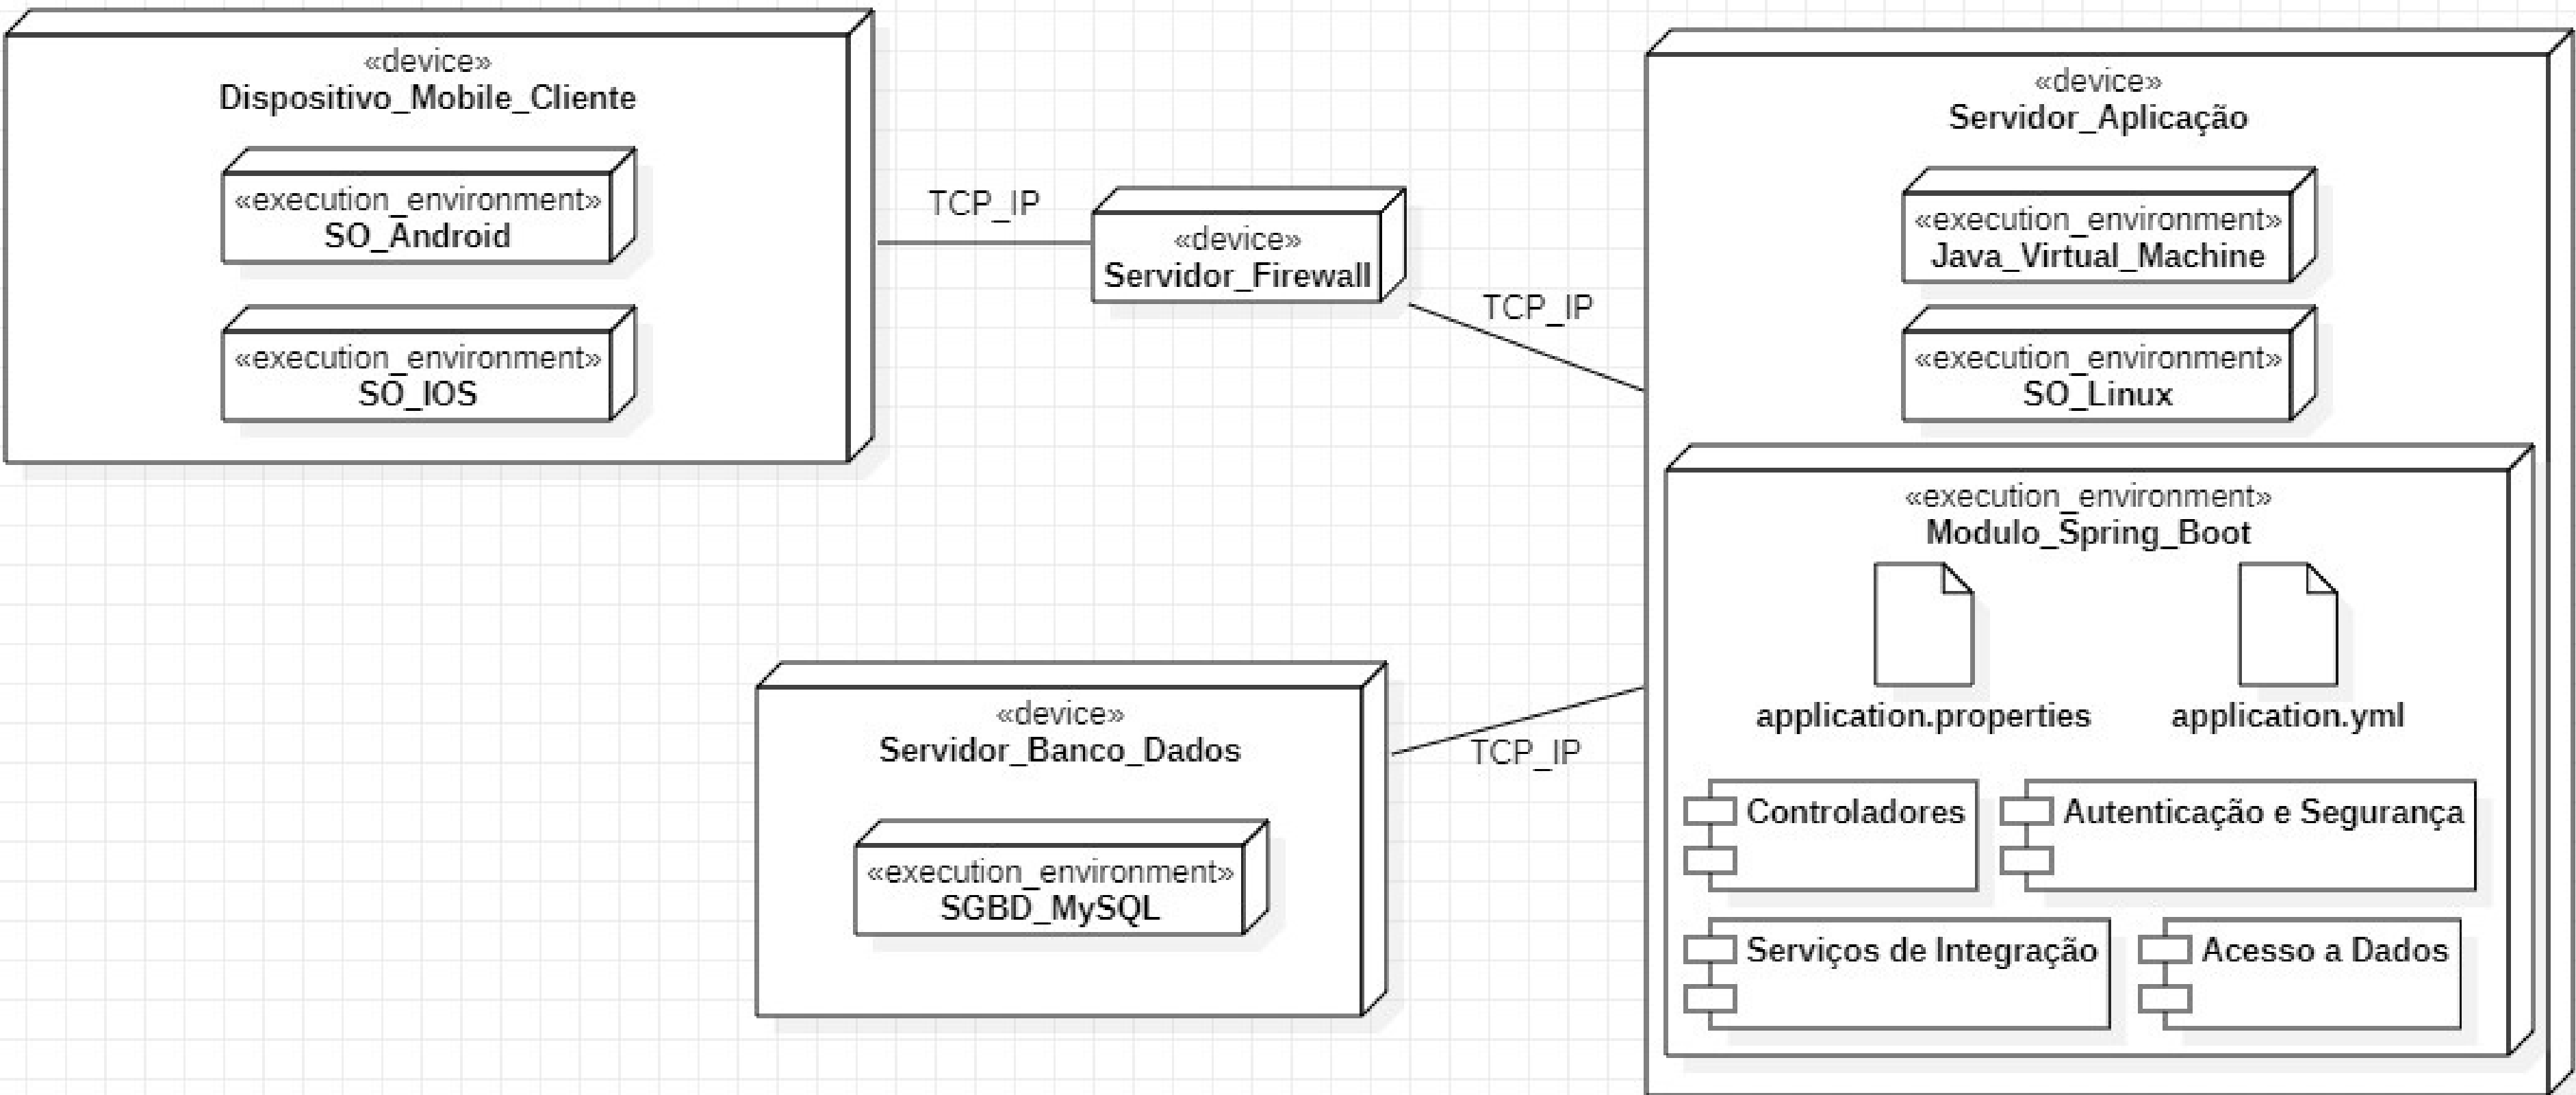 «device»
Dispositivo_Mobile_Cliente
«execution_environment»
SO_Android
«execution_environment»
SO_IOS
TCP_IP
«device»
Servidor_Firewall
TCP_IP
«device»
Servidor_Aplicação
«execution_environment»
Java_Virtual_Machine
«execution_environment»
SO_Linux
«execution_environment»
Modulo_Spring_Boot
application.properties
application.yml
Controladores
Autenticação e Segurança
Serviços de Integração
Acesso a Dados
«device»
Servidor_Banco_Dados
TCP_IP
«execution_environment»
SGBD_MySQL